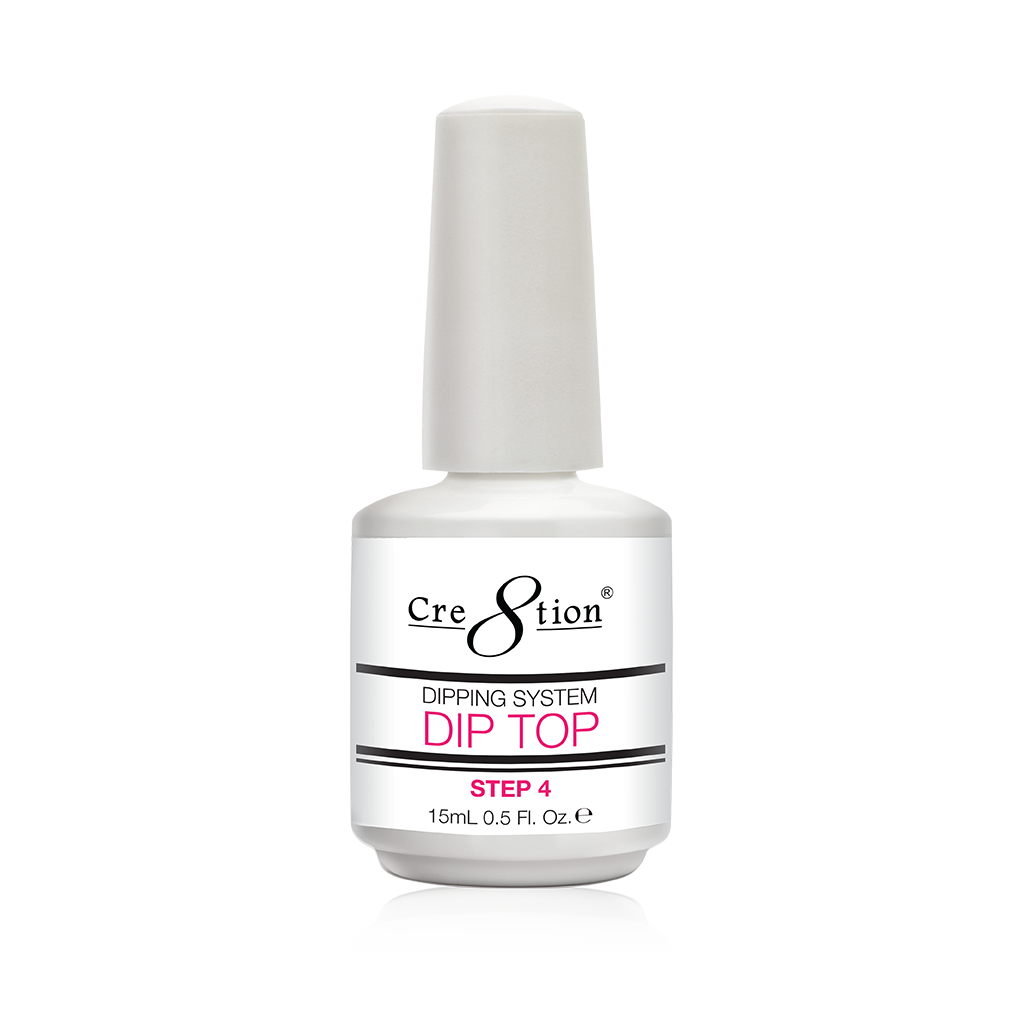 Cre8tion®
DIPPING SYSTEM
DIP TOP
STEP 4
15mL 0.5 Fl. Oz. ℮